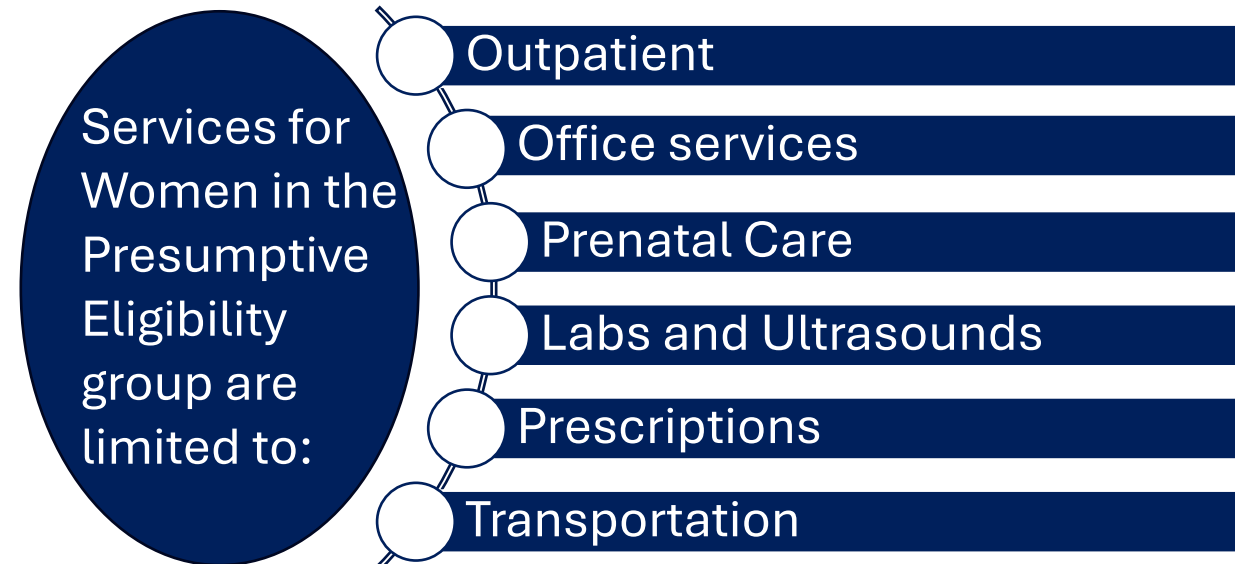 Services for
Women in the
Presumptive
Eligibility
group are
limited to:
Outpatient
Office services
Prenatal Care
Labs and Ultrasounds
Prescriptions
Transportation